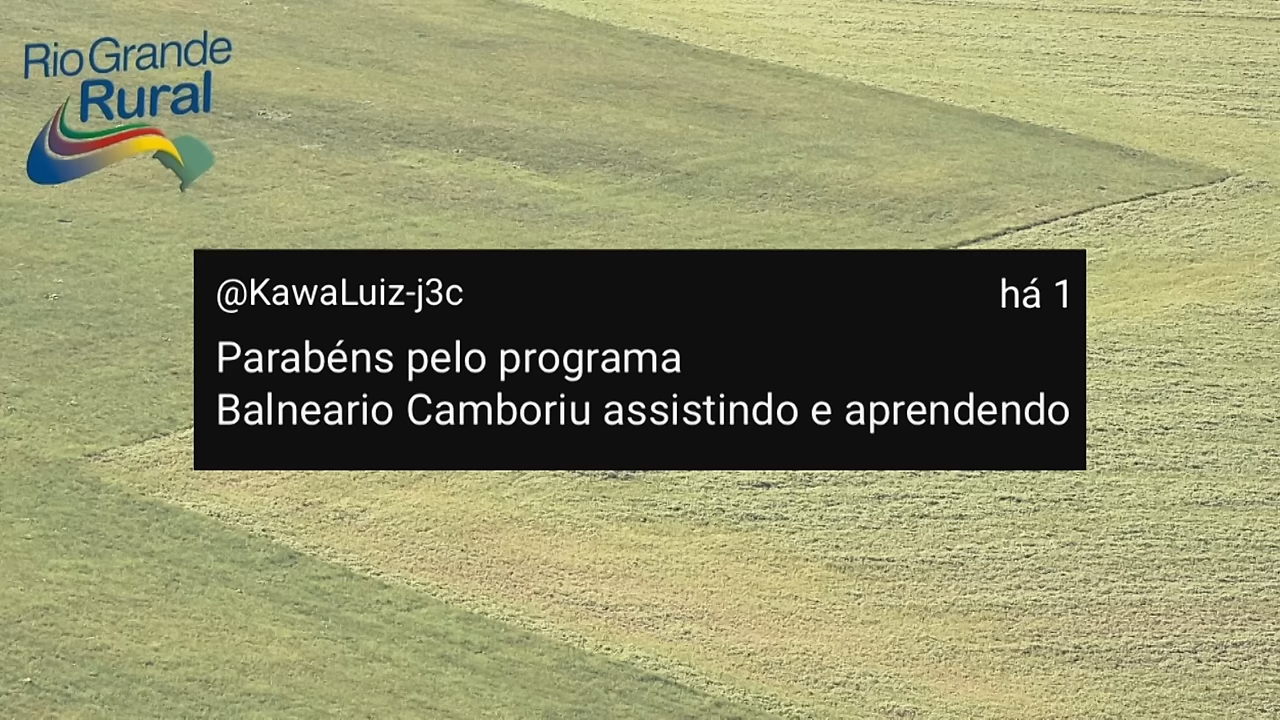 Rio Grande
Rural
@KawaLuiz-j3c há 1
Parabéns pelo programa
Balneario Camboriu assistindo e aprendendo